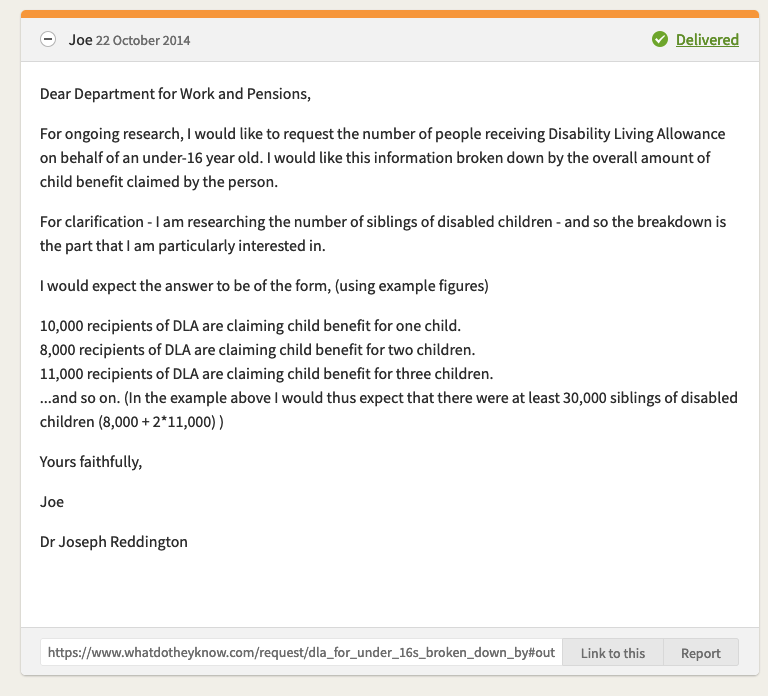 Joe 22 October 2014
Delivered
Dear Department for Work and Pensions,
For ongoing research, I would like to request the number of people receiving Disability Living Allowance
on behalf of an under-16 year old. I would like this information broken down by the overall amount of
child benefit claimed by the person.
For clarification - I am researching the number of siblings of disabled children - and so the breakdown is
the part that I am particularly interested in.
I would expect the answer to be of the form, (using example figures)
10,000 recipients of DLA are claiming child benefit for one child.
8,000 recipients of DLA are claiming child benefit for two children.
11,000 recipients of DLA are claiming child benefit for three children.
...and so on. (In the example above I would thus expect that there were at least 30,000 siblings of disabled
children (8,000 + 2*11,000) )
Yours faithfully,
Joe
Dr Joseph Reddington
https://www.whatdotheyknow.com/request/dla_for_under_16s_broken_down_by#out
Link to this
Report